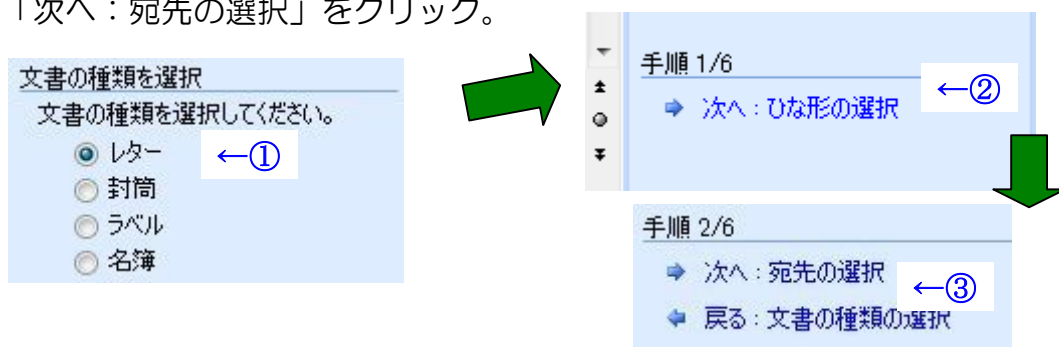 「次へ：宛先の選択」をクリック。
文書の種類を選択
文書の種類を選択してください。
レター ←①
封筒
ラベル
名簿
手順 1/6
次へ：ひな形の選択 ←②
手順 2/6
次へ：宛先の選択 ←③
戻る：文書の種類の選択